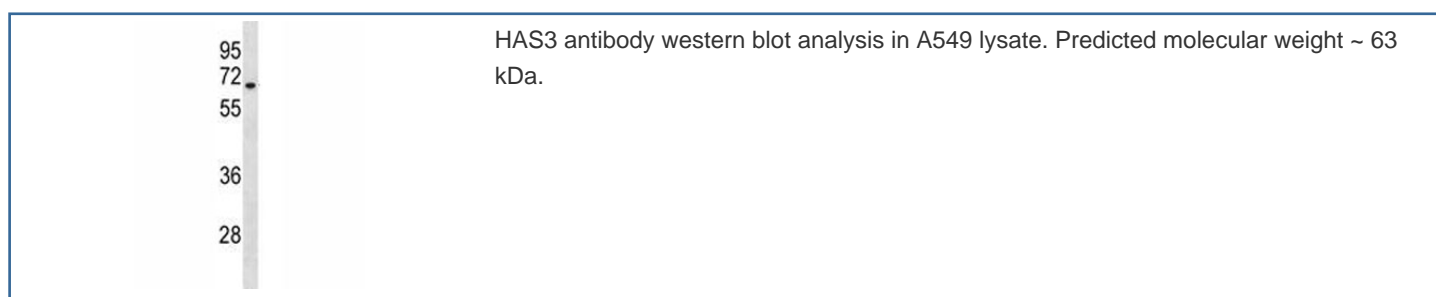 95
72
55
36
28
HAS3 antibody western blot analysis in A549 lysate. Predicted molecular weight ~ 63
kDa.